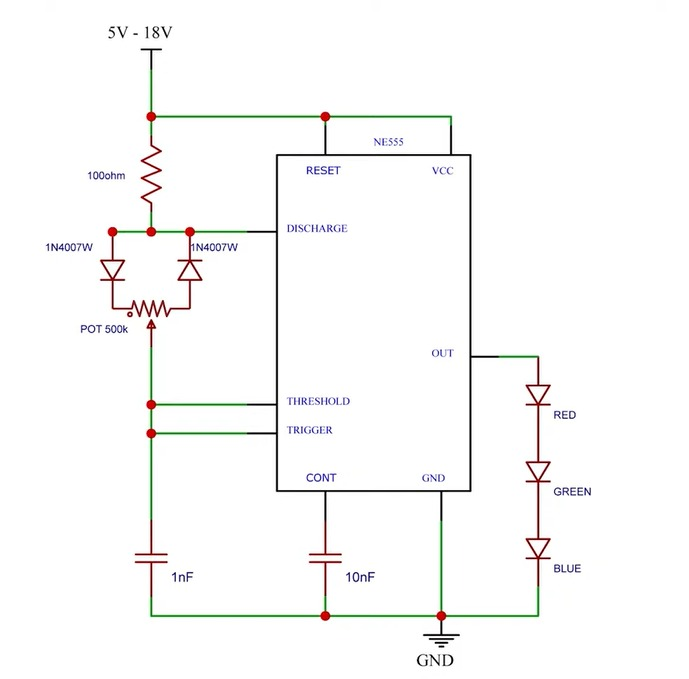 5V - 18V
NE555
RESET
VCC
100ohm
DISCHARGE
1N4007W
1N4007W
POT 500k
OUT
THRESHOLD
RED
TRIGGER
CONT
GND
GREEN
BLUE
1nF
10nF
GND